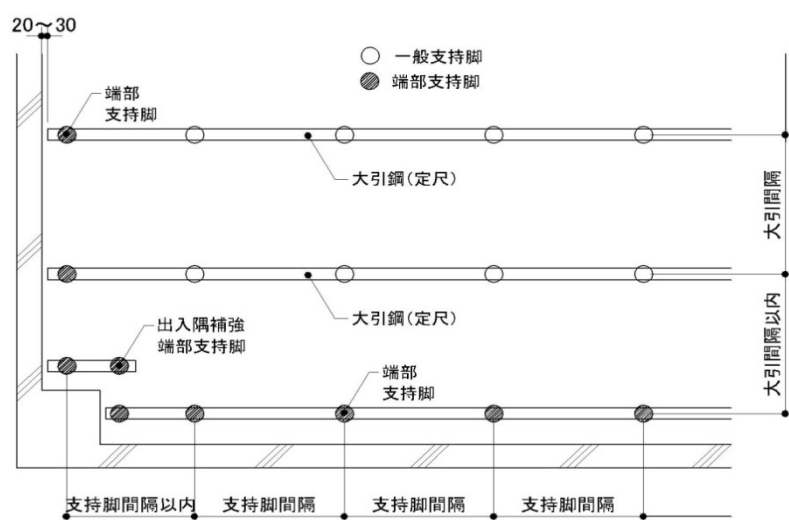 20～30
一般支持脚
端部支持脚
端部
支持脚
大引鋼(定尺)
大引間隔
大引鋼(定尺)
出入隅補強
端部支持脚
端部
支持脚
大引間隔以内
支持脚間隔以内
支持脚間隔
支持脚間隔
支持脚間隔